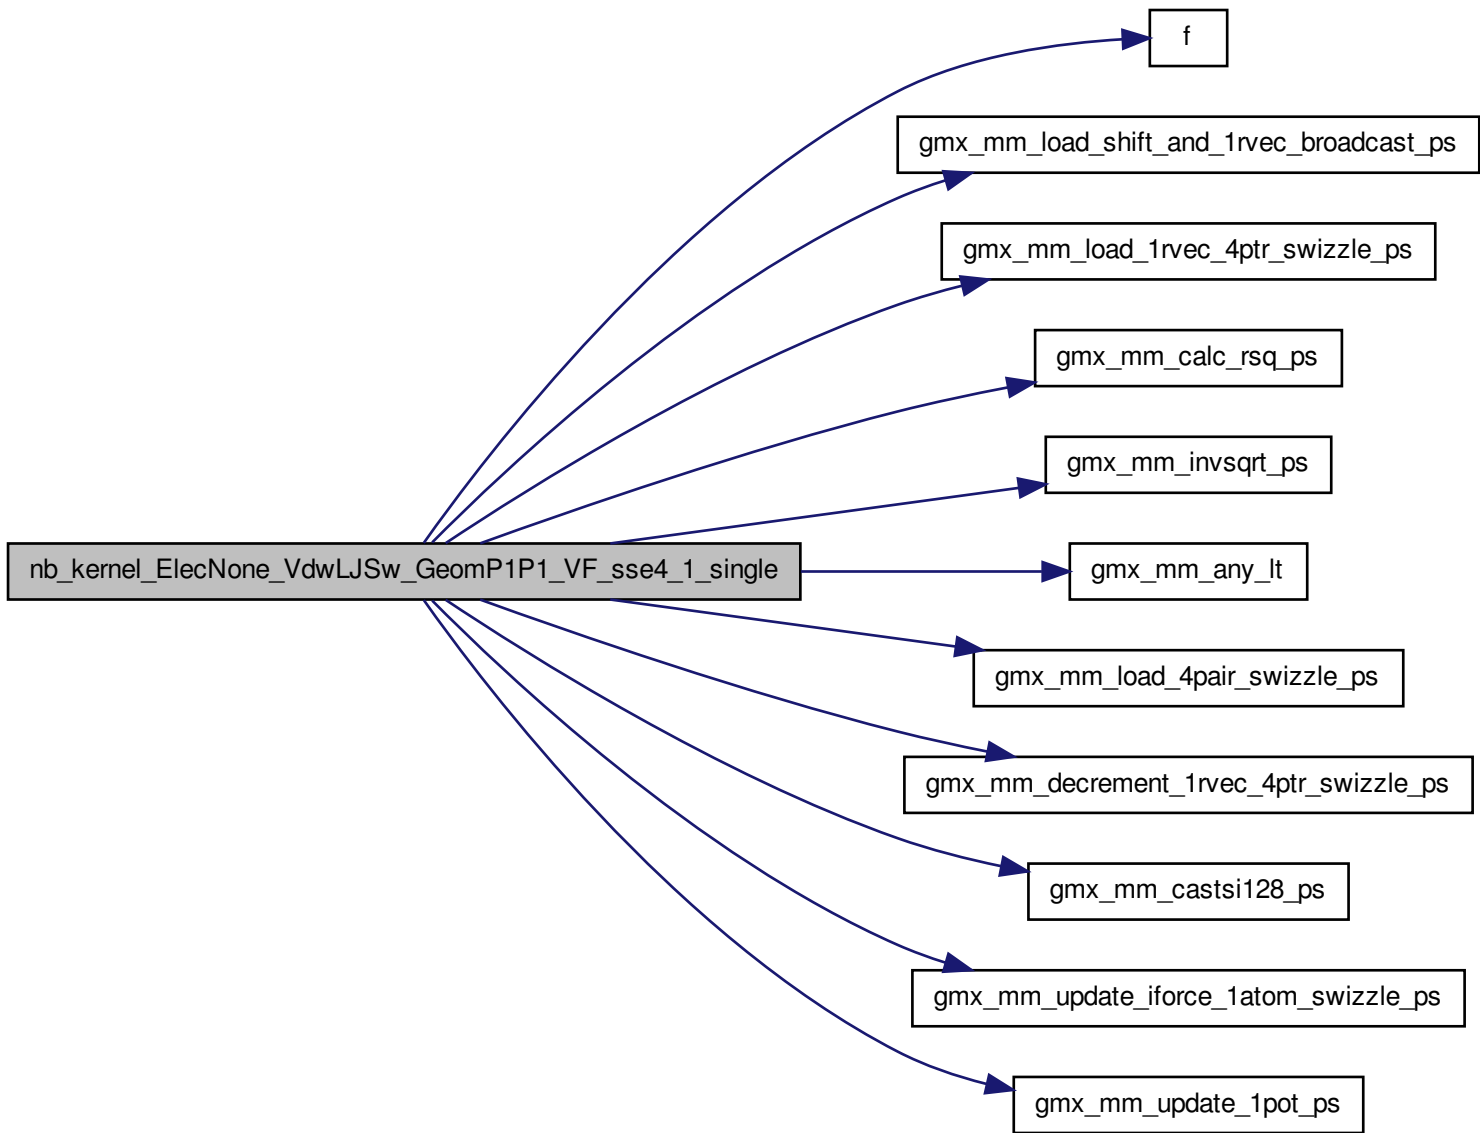 f
gmx_mm_load_shift_and_1rvec_broadcast_ps
gmx_mm_load_1rvec_4ptr_swizzle_ps
gmx_mm_calc_rsq_ps
gmx_mm_invsqrt_ps
nb_kernel_ElecNone_VdwLJSw_GeomP1P1_VF_sse4_1_single
gmx_mm_any_lt
gmx_mm_load_4pair_swizzle_ps
gmx_mm_decrement_1rvec_4ptr_swizzle_ps
gmx_mm_castsi128_ps
gmx_mm_update_iforce_1atom_swizzle_ps
gmx_mm_update_1pot_ps